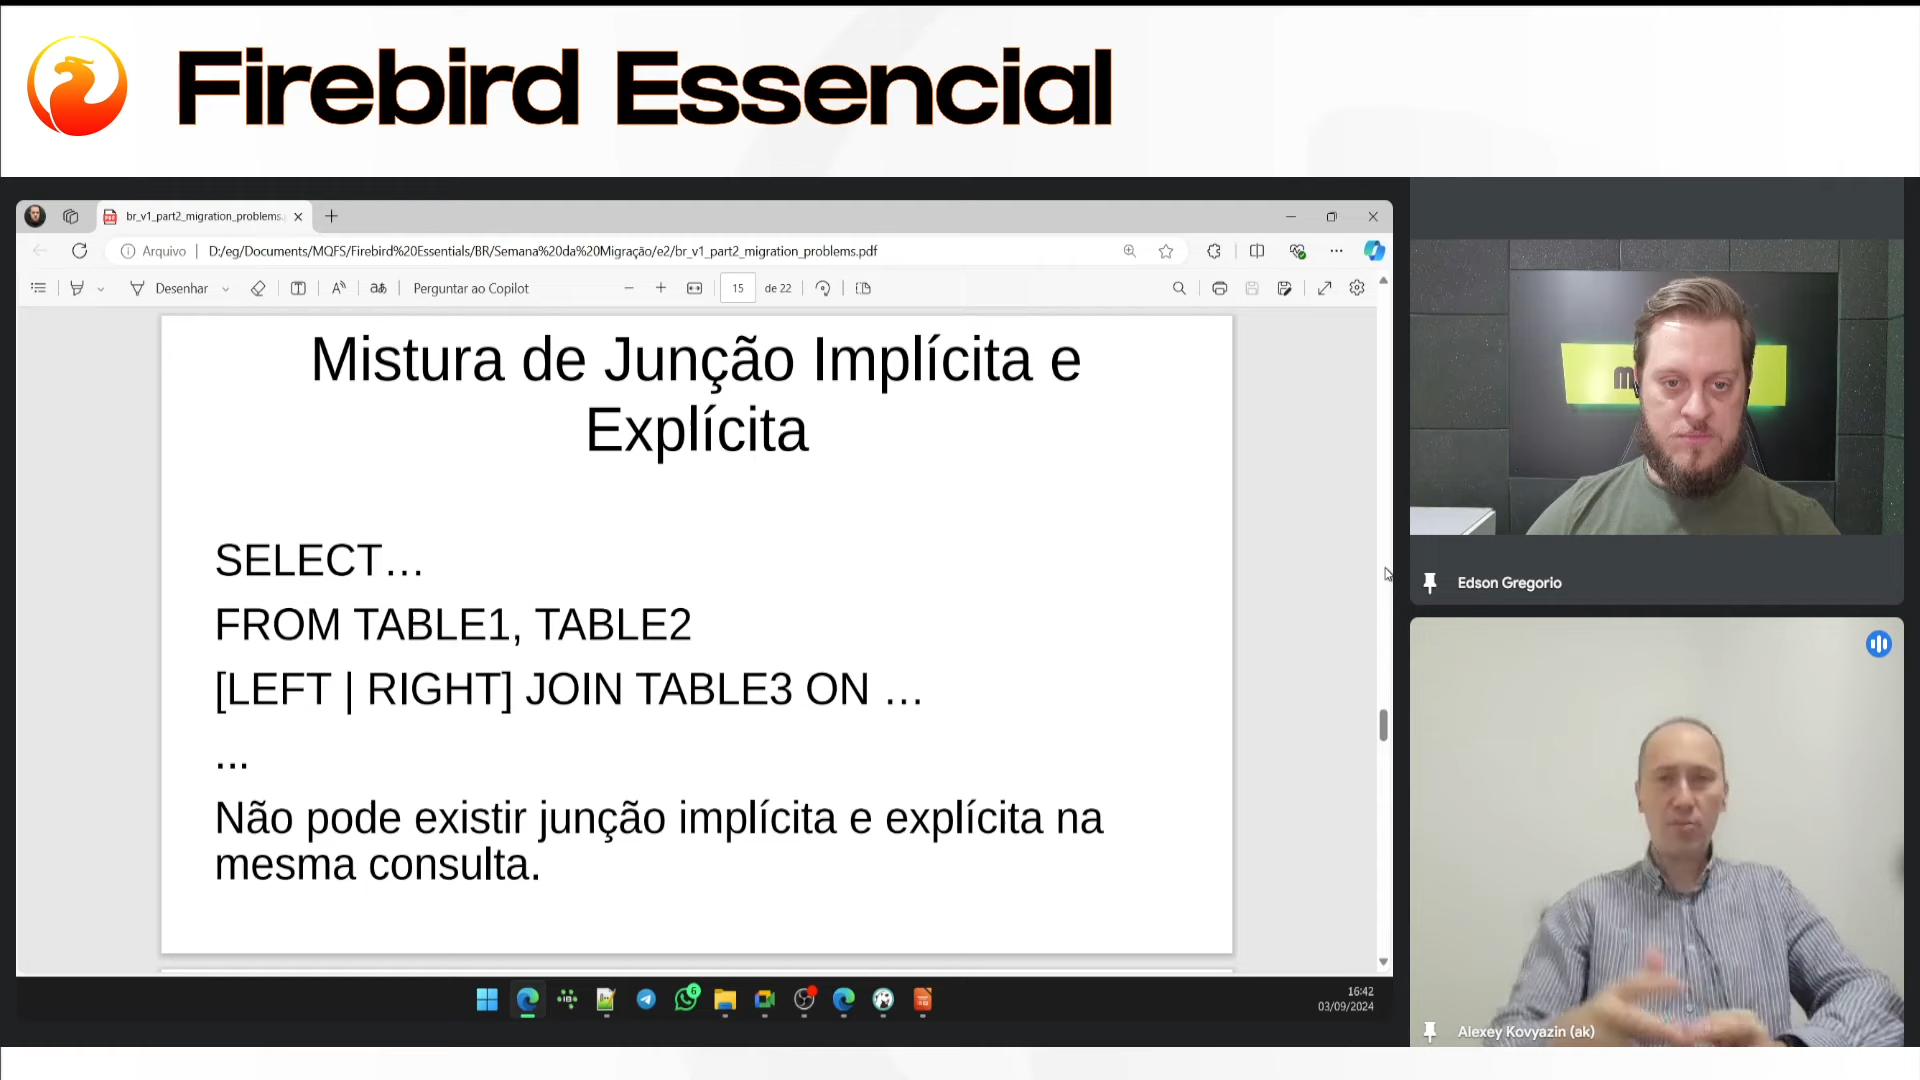 Firebird Essencial
br_v1_part2_migration_problems.
Arquivo
D:/eg/Documents/MQFS/Firebird%20Essentials/BR/Semana%20da%20Migração/e2/br_v1_part2_migration_problems.pdf
Desenhar
Perguntar ao Copilot
15
de 22
Mistura de Junção Implícita e
Explícita
SELECT…
FROM TABLE1, TABLE2
[LEFT | RIGHT] JOIN TABLE3 ON …
...
Não pode existir junção implícita e explícita na
mesma consulta.
Edson Gregorio
Alexey Kovyazin (ak)
6
16:42
03/09/2024